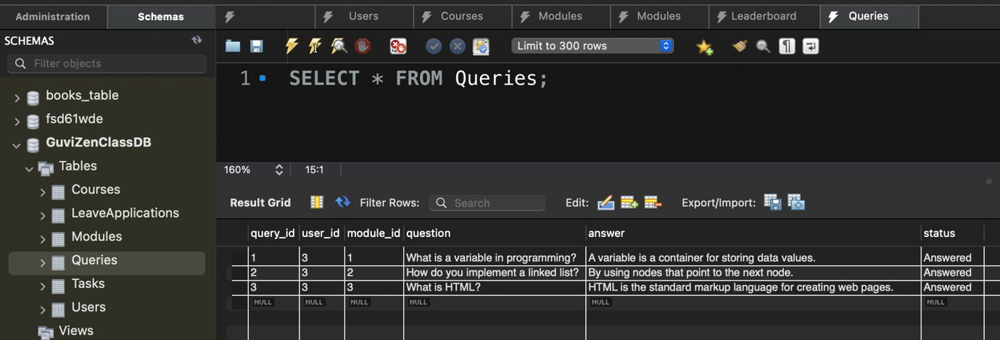 Administration Schemas Users Courses Modules Modules Leaderboard Queries
SCHEMAS
Limit to 300 rows
Filter objects
1 SELECT * FROM Queries;
books_table
fsd61wde
GuviZenClassDB
Tables
Courses
LeaveApplications
Modules
Queries
Tasks
Users
Views
160% 15:1
Result Grid Filter Rows: Search Edit: Export/Import:
query_id user_id module_id question answer status
1 3 1 What is a variable in programming? A variable is a container for storing data values. Answered
2 3 2 How do you implement a linked list? By using nodes that point to the next node. Answered
3 3 3 What is HTML? HTML is the standard markup language for creating web pages. Answered
NULL NULL NULL NULL NULL NULL